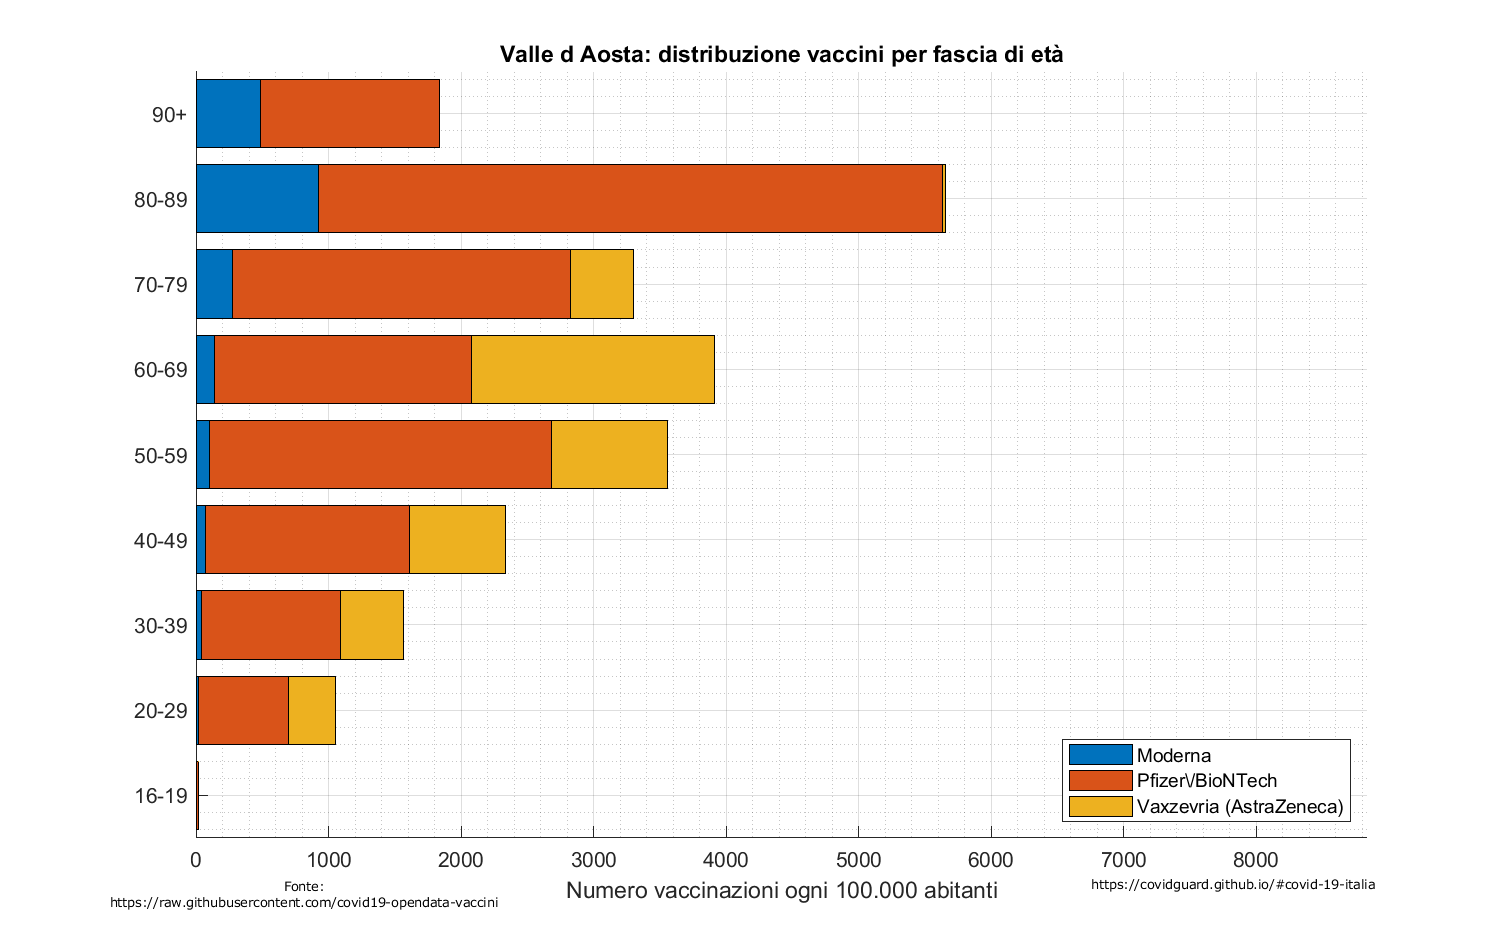 Valle d Aosta: distribuzione vaccini per fascia di età
90+
80-89
70-79
60-69
50-59
40-49
30-39
20-29
16-19
Moderna
Pfizer\/BioNTech
Vaxzevria (AstraZeneca)
0 1000 2000 3000 4000 5000 6000 7000 8000
Numero vaccinazioni ogni 100.000 abitanti
Fonte:
https://raw.githubusercontent.com/covid19-opendata-vaccini
https://covidguard.github.io/#covid-19-italia